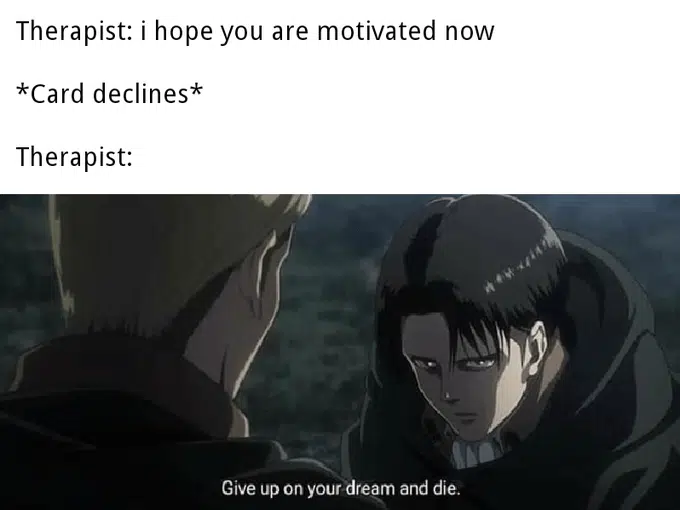 Therapist: i hope you are motivated now
*Card declines*
Therapist:
Give up on your dream and die.